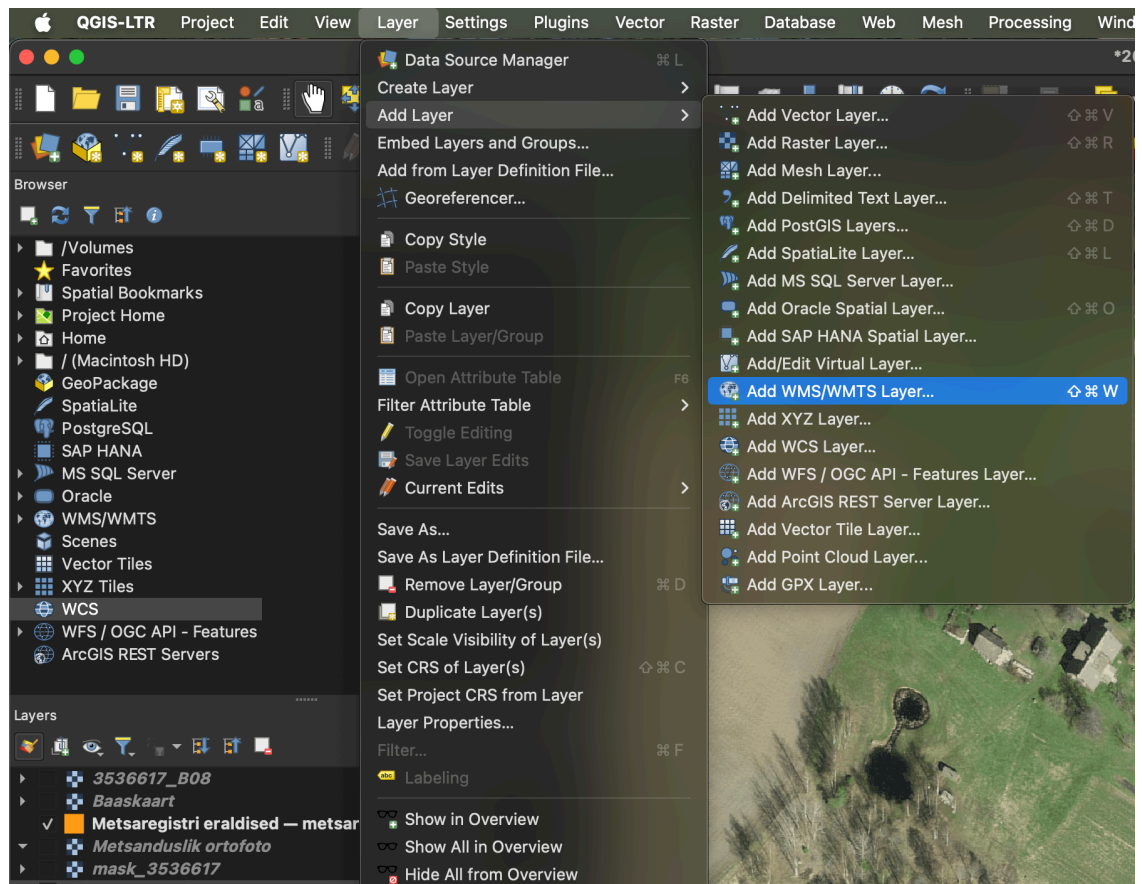 QGIS-LTR Project Edit View Layer Settings Plugins Vector Raster Database Web Mesh Processing Wind
*20
Browser
/Volumes
Favorites
Spatial Bookmarks
Project Home
Home
/ (Macintosh HD)
GeoPackage
SpatiaLite
PostgreSQL
SAP HANA
MS SQL Server
Oracle
WMS/WMTS
Scenes
Vector Tiles
XYZ Tiles
WCS
WFS / OGC API - Features
ArcGIS REST Servers
Layers
3536617_B08
Baaskaart
Metsaregistri eraldised — metsar
Metsanduslik ortofoto
mask_3536617
Data Source Manager ⌘ L
Create Layer
Add Layer
Embed Layers and Groups...
Add from Layer Definition File...
Georeferencer...
Copy Style
Paste Style
Copy Layer
Paste Layer/Group
Open Attribute Table F6
Filter Attribute Table
Toggle Editing
Save Layer Edits
Current Edits
Save As...
Save As Layer Definition File...
Remove Layer/Group ⌘ D
Duplicate Layer(s)
Set Scale Visibility of Layer(s)
Set CRS of Layer(s) ⇧ ⌘ C
Set Project CRS from Layer
Layer Properties...
Filter... ⌘ F
abc Labeling
Show in Overview
Show All in Overview
Hide All from Overview
Add Vector Layer... ⇧ ⌘ V
Add Raster Layer... ⇧ ⌘ R
Add Mesh Layer...
Add Delimited Text Layer... ⇧ ⌘ T
Add PostGIS Layers... ⇧ ⌘ D
Add SpatiaLite Layer... ⇧ ⌘ L
Add MS SQL Server Layer...
Add Oracle Spatial Layer... ⇧ ⌘ O
Add SAP HANA Spatial Layer...
Add/Edit Virtual Layer...
Add WMS/WMTS Layer... ⇧ ⌘ W
Add XYZ Layer...
Add WCS Layer...
Add WFS / OGC API - Features Layer...
Add ArcGIS REST Server Layer...
Add Vector Tile Layer...
Add Point Cloud Layer...
Add GPX Layer...